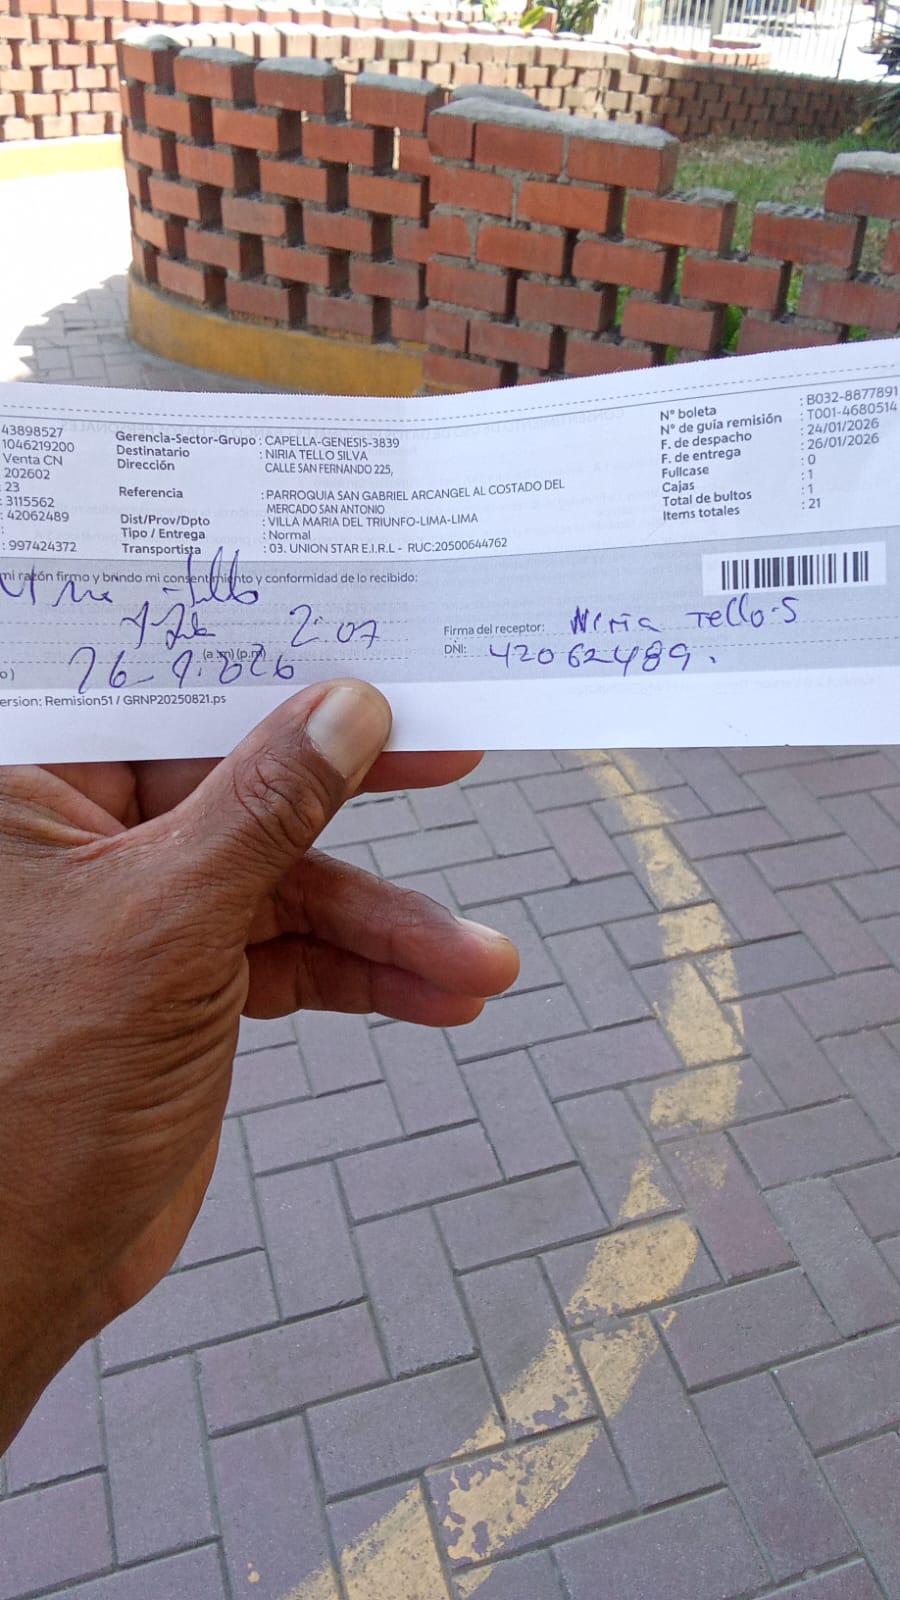 43898527
1046219200
Venta CN
202602
23
: 3115562
: 42062489
:
: 997424372
Gerencia-Sector-Grupo : CAPELLA-GENESIS-3839
Destinatario : NIRIA TELLO SILVA
Dirección CALLE SAN FERNANDO 225,
Referencia : PARROQUIA SAN GABRIEL ARCANGEL AL COSTADO DEL
MERCADO SAN ANTONIO
Dist/Prov/Dpto : VILLA MARIA DEL TRIUNFO-LIMA-LIMA
Tipo / Entrega : Normal
Transportista : 03. UNION STAR E.I.R.L - RUC:20500644762
N° boleta : B032-8877891
N° de guía remisión : T001-4680514
F. de despacho : 24/01/2026
F. de entrega : 26/01/2026
Fullcase : 0
Cajas : 1
Total de bultos : 1
Items totales : 21
mi razón firmo y brindo mi consentimiento y conformidad de lo recibido:
Tello
2:07
(a.m) (p.m)
o)
Firma del receptor: Niria Tello S
DNI: 42062489.
ersion: Remision51 / GRNP20250821.ps